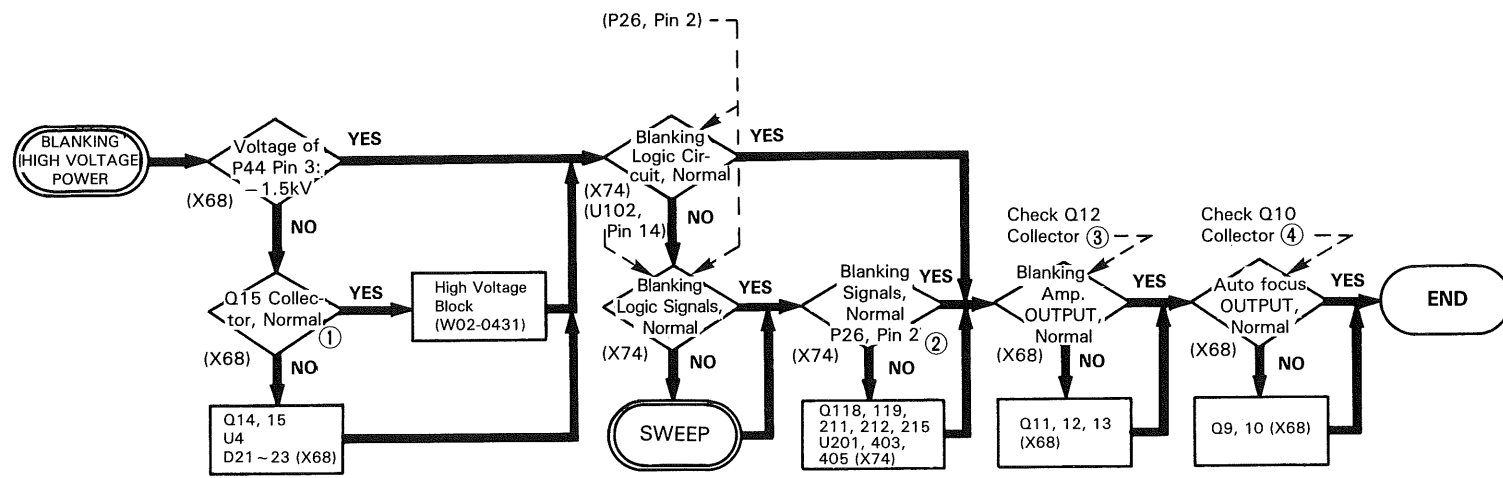 (P26, Pin 2)
BLANKING
HIGH VOLTAGE
POWER
Voltage of
P44 Pin 3:
−1.5kV
(X68)
YES
NO
Q15 Collec-
tor, Normal
①
(X68)
YES
NO
High Voltage
Block
(W02-0431)
Q14, 15
U4
D21~23 (X68)
Blanking
Logic Cir-
cuit, Normal
YES
(X74)
(U102,
Pin 14)
NO
Blanking
Logic Signals,
Normal
(X74)
YES
NO
SWEEP
Blanking
Signals,
Normal
P26, Pin 2
②
(X74)
YES
NO
Q118, 119,
211, 212, 215
U201, 403,
405 (X74)
Check Q12
Collector ③
Blanking
Amp.
OUTPUT,
Normal
(X68)
YES
NO
Q11, 12, 13
(X68)
Check Q10
Collector ④
Auto focus
OUTPUT,
Normal
(X68)
YES
NO
Q9, 10 (X68)
END